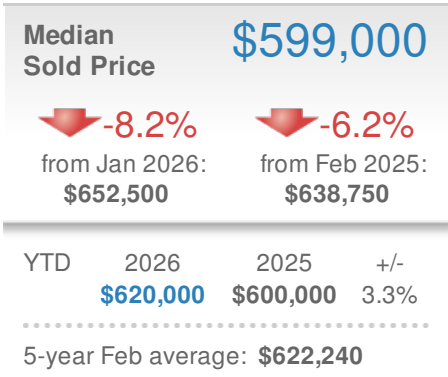 Median $599,000
Sold Price
-8.2% -6.2%
from Jan 2026: from Feb 2025:
$652,500 $638,750
YTD 2026 2025 +/-
$620,000 $600,000 3.3%
5-year Feb average: $622,240